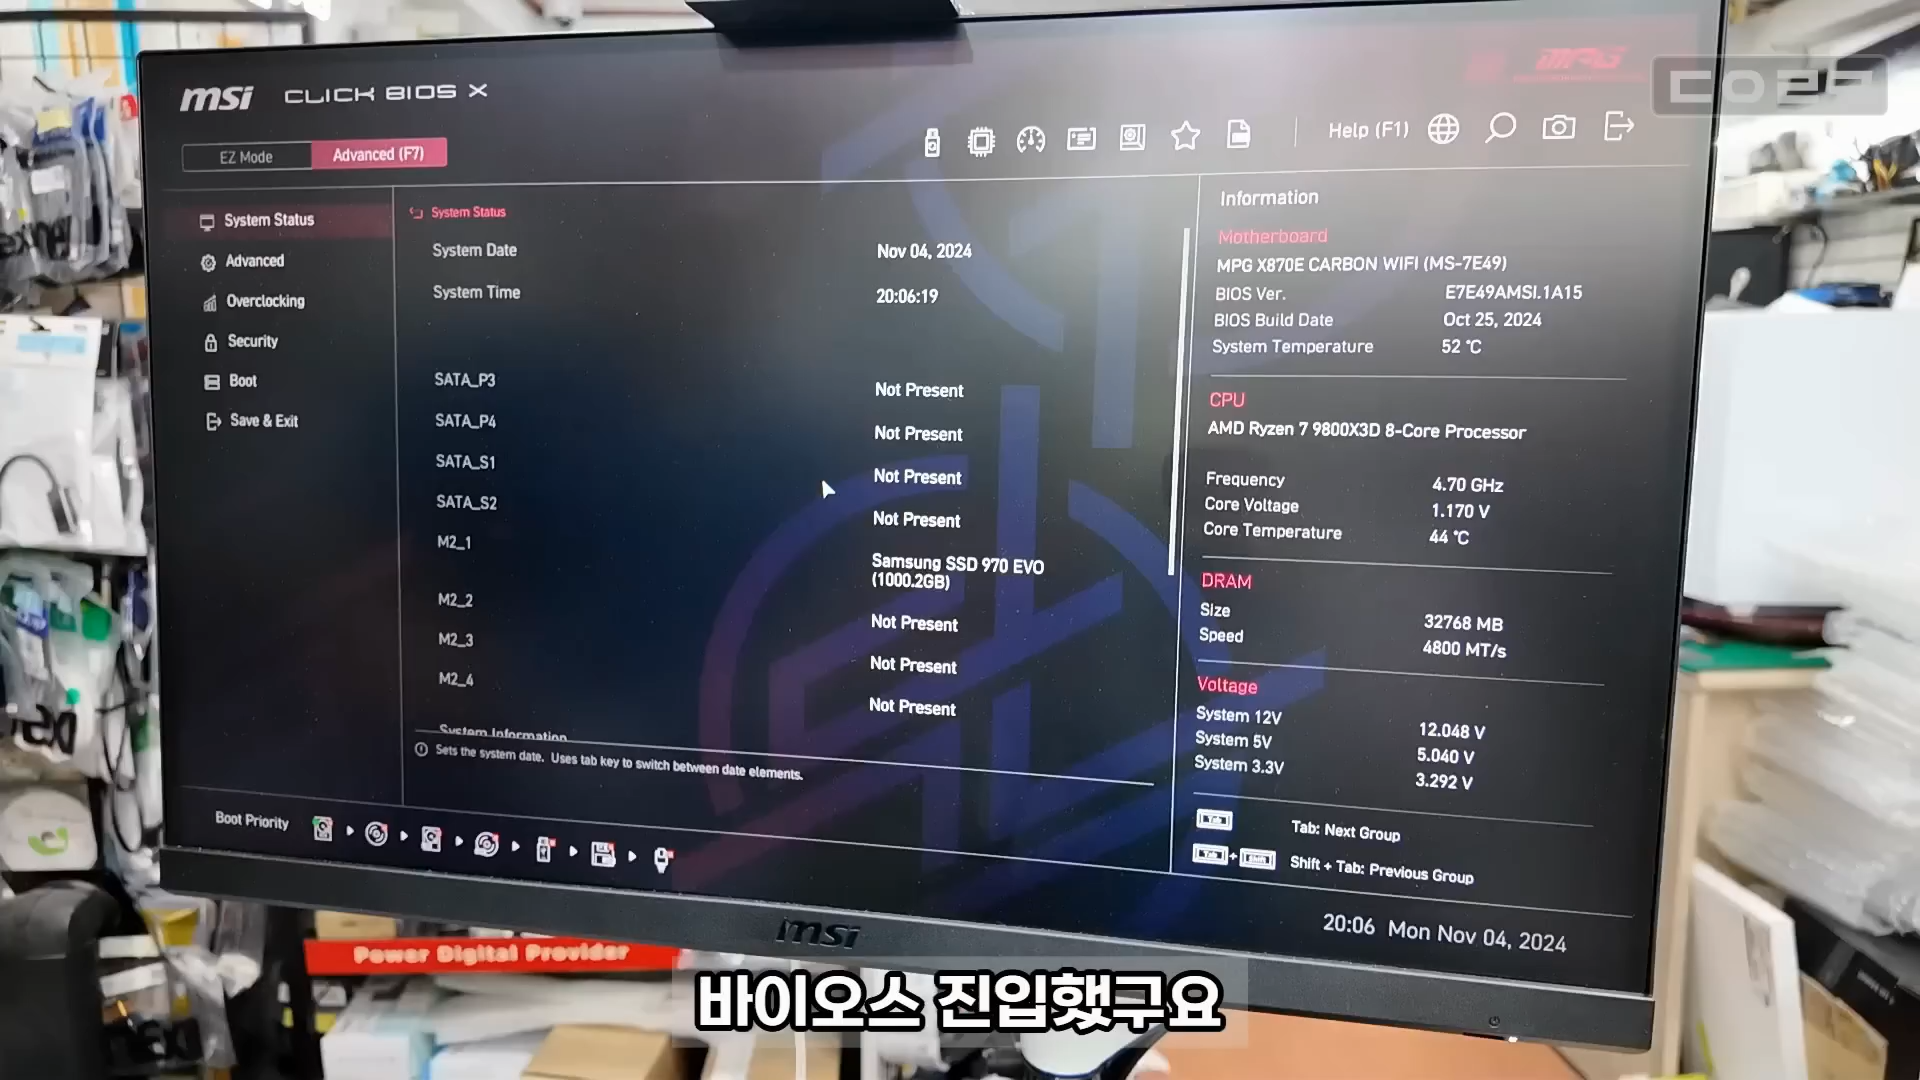 msi CLICK BIOS X
MPG
CO27
EZ Mode
Advanced (F7)
Help (F1)
System Status
Advanced
Overclocking
Security
Boot
Save & Exit
System Status
System Date Nov 04, 2024
System Time 20:06:19
SATA_P3 Not Present
SATA_P4 Not Present
SATA_S1 Not Present
SATA_S2 Not Present
M2_1 Samsung SSD 970 EVO
(1000.2GB)
M2_2 Not Present
M2_3 Not Present
M2_4 Not Present
System Information
Sets the system date. Uses tab key to switch between date elements.
Information
Motherboard
MPG X870E CARBON WIFI (MS-7E49)
BIOS Ver. E7E49AMSI.1A15
BIOS Build Date Oct 25, 2024
System Temperature 52 °C
CPU
AMD Ryzen 7 9800X3D 8-Core Processor
Frequency 4.70 GHz
Core Voltage 1.170 V
Core Temperature 44 °C
DRAM
Size 32768 MB
Speed 4800 MT/s
Voltage
System 12V 12.048 V
System 5V 5.040 V
System 3.3V 3.292 V
Tab Tab: Next Group
Tab + Shift Shift + Tab: Previous Group
Boot Priority
20:06 Mon Nov 04, 2024
msi
Power Digital Provider
바이오스 진입했구요